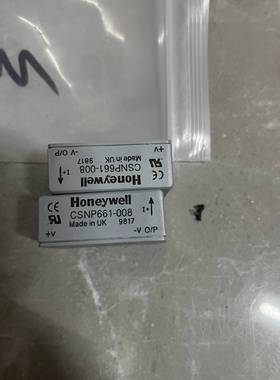 +V
-V O/P
Made in UK 9817
CSNP661-008
Honeywell
Honeywell
CSNP661-008
Made in UK 9817
+V
-V O/P